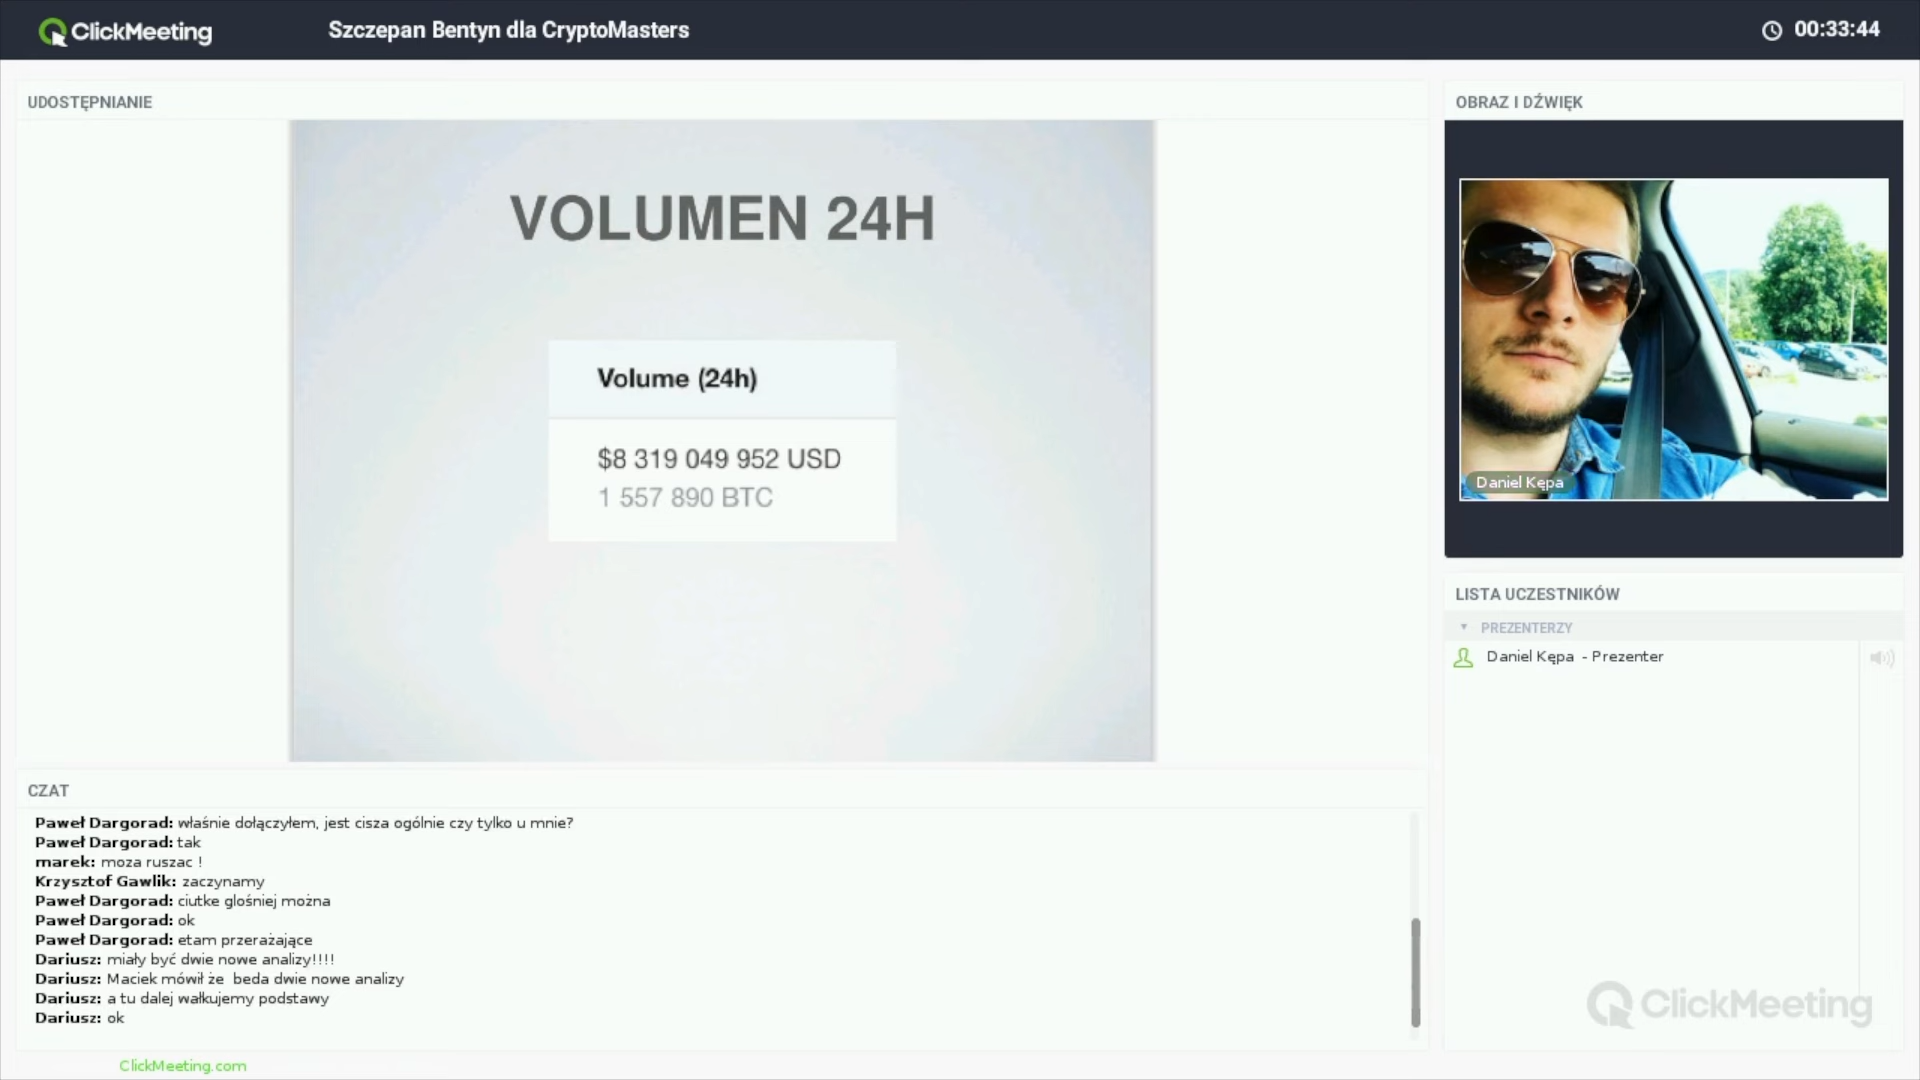 ClickMeeting
Szczepan Bentyn dla CryptoMasters
00:33:44
UDOSTĘPNIANIE
VOLUMEN 24H
Volume (24h)
$8 319 049 952 USD
1 557 890 BTC
OBRAZ I DŹWIĘK
Daniel Kępa
LISTA UCZESTNIKÓW
PREZENTERZY
Daniel Kępa - Prezenter
CZAT
Paweł Dargorad: właśnie dołączyłem, jest cisza ogólnie czy tylko u mnie?
Paweł Dargorad: tak
marek: moza ruszac !
Krzysztof Gawlik: zaczynamy
Paweł Dargorad: ciutke glośniej można
Paweł Dargorad: ok
Paweł Dargorad: etam przerażające
Dariusz: miały być dwie nowe analizy!!!!
Dariusz: Maciek mówił że  beda dwie nowe analizy
Dariusz: a tu dalej wałkujemy podstawy
Dariusz: ok
ClickMeeting
ClickMeeting.com